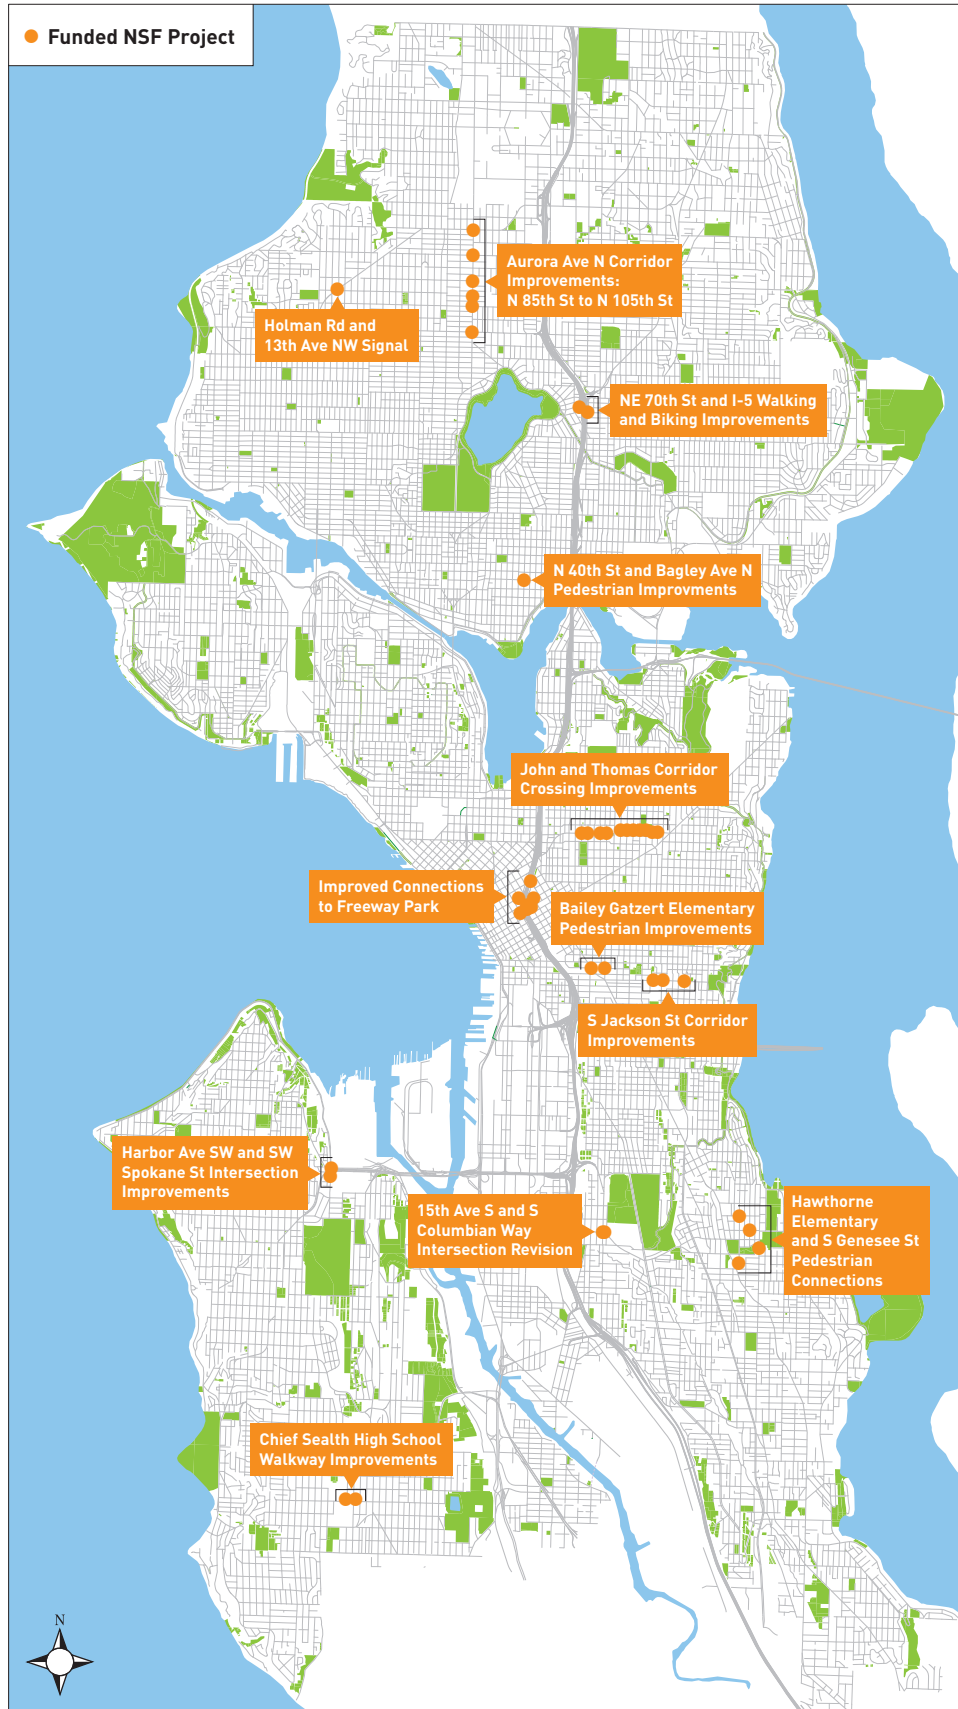 Funded NSF Project
Aurora Ave N Corridor
Improvements:
N 85th St to N 105th St
Holman Rd and
13th Ave NW Signal
NE 70th St and I-5 Walking
and Biking Improvements
N 40th St and Bagley Ave N
Pedestrian Improvments
John and Thomas Corridor
Crossing Improvements
Improved Connections
to Freeway Park
Bailey Gatzert Elementary
Pedestrian Improvements
S Jackson St Corridor
Improvements
Harbor Ave SW and SW
Spokane St Intersection
Improvements
15th Ave S and S
Columbian Way
Intersection Revision
Hawthorne
Elementary
and S Genesee St
Pedestrian
Connections
Chief Sealth High School
Walkway Improvements
N